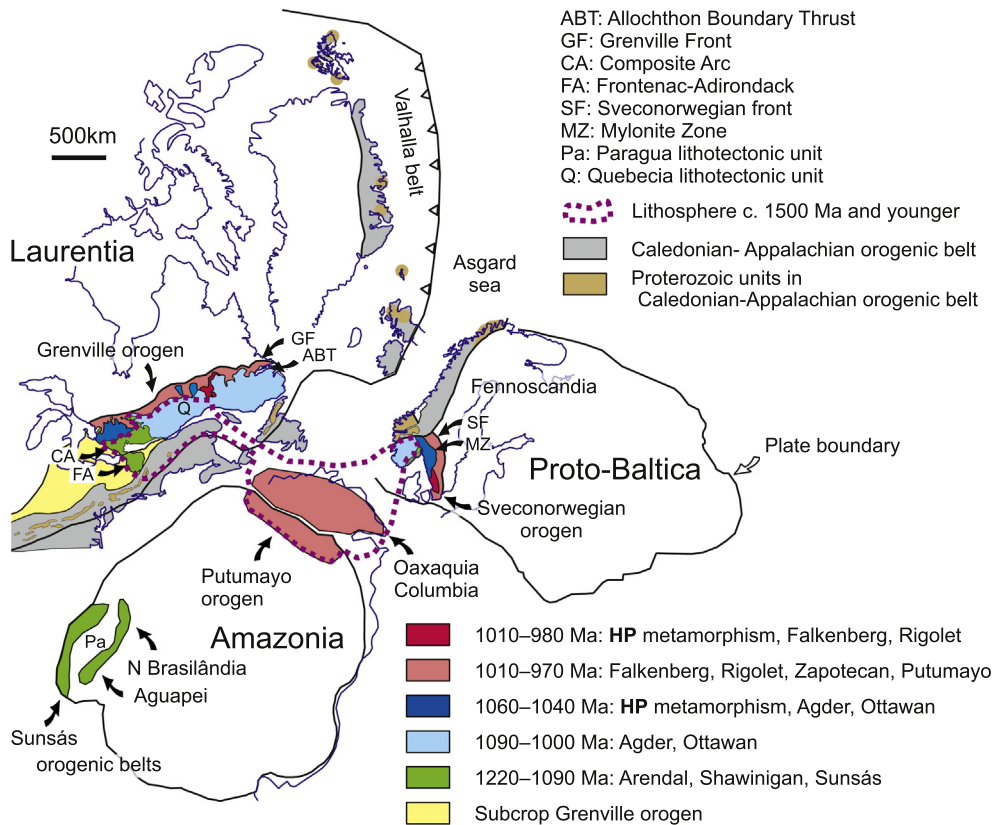 ABT: Allochthon Boundary Thrust
GF: Grenville Front
CA: Composite Arc
FA: Frontenac-Adirondack
SF: Sveconorwegian front
MZ: Mylonite Zone
Pa: Paragua lithotectonic unit
Q: Quebecia lithotectonic unit
Lithosphere c. 1500 Ma and younger
Caledonian- Appalachian orogenic belt
Proterozoic units in
Caledonian-Appalachian orogenic belt
500km
Valhalla belt
Laurentia
Asgard
sea
GF
ABT
Grenville orogen
Q
CA
FA
Fennoscandia
SF
MZ
Proto-Baltica
Plate boundary
Sveconorwegian
orogen
Putumayo
orogen
Oaxaquia
Columbia
Amazonia
Pa
N Brasilândia
Aguapei
Sunsás
orogenic belts
1010–980 Ma: HP metamorphism, Falkenberg, Rigolet
1010–970 Ma: Falkenberg, Rigolet, Zapotecan, Putumayo
1060–1040 Ma: HP metamorphism, Agder, Ottawan
1090–1000 Ma: Agder, Ottawan
1220–1090 Ma: Arendal, Shawinigan, Sunsás
Subcrop Grenville orogen